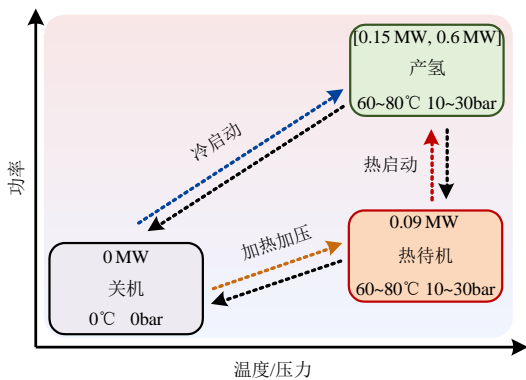 功率
[0.15 MW, 0.6 MW]
产氢
60~80℃ 10~30bar
冷启动
热启动
0.09 MW
热待机
60~80℃ 10~30bar
加热加压
0 MW
关机
0℃ 0bar
温度/压力